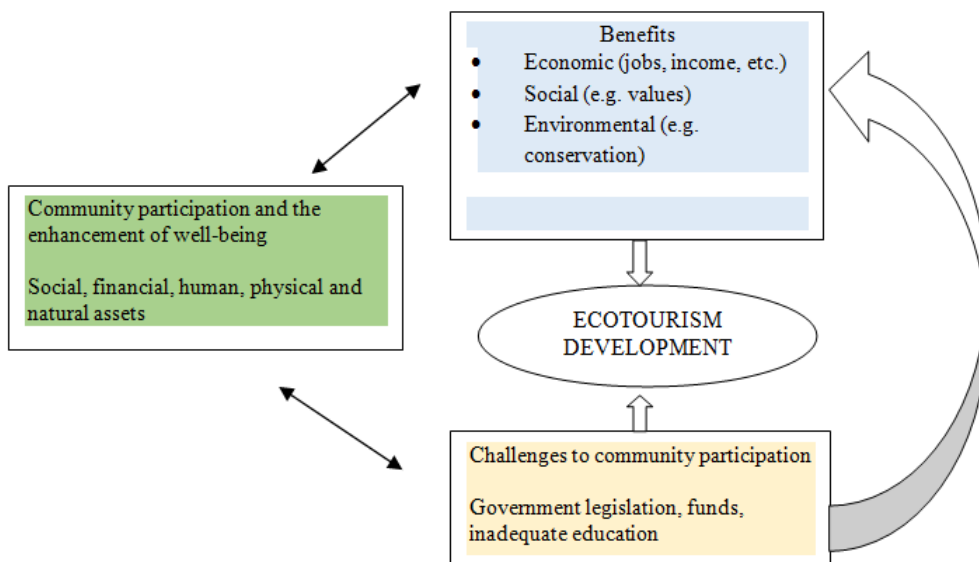 Benefits
• Economic (jobs, income, etc.)
• Social (e.g. values)
• Environmental (e.g.
conservation)
Community participation and the
enhancement of well-being
Social, financial, human, physical and
natural assets
ECOTOURISM
DEVELOPMENT
Challenges to community participation
Government legislation, funds,
inadequate education